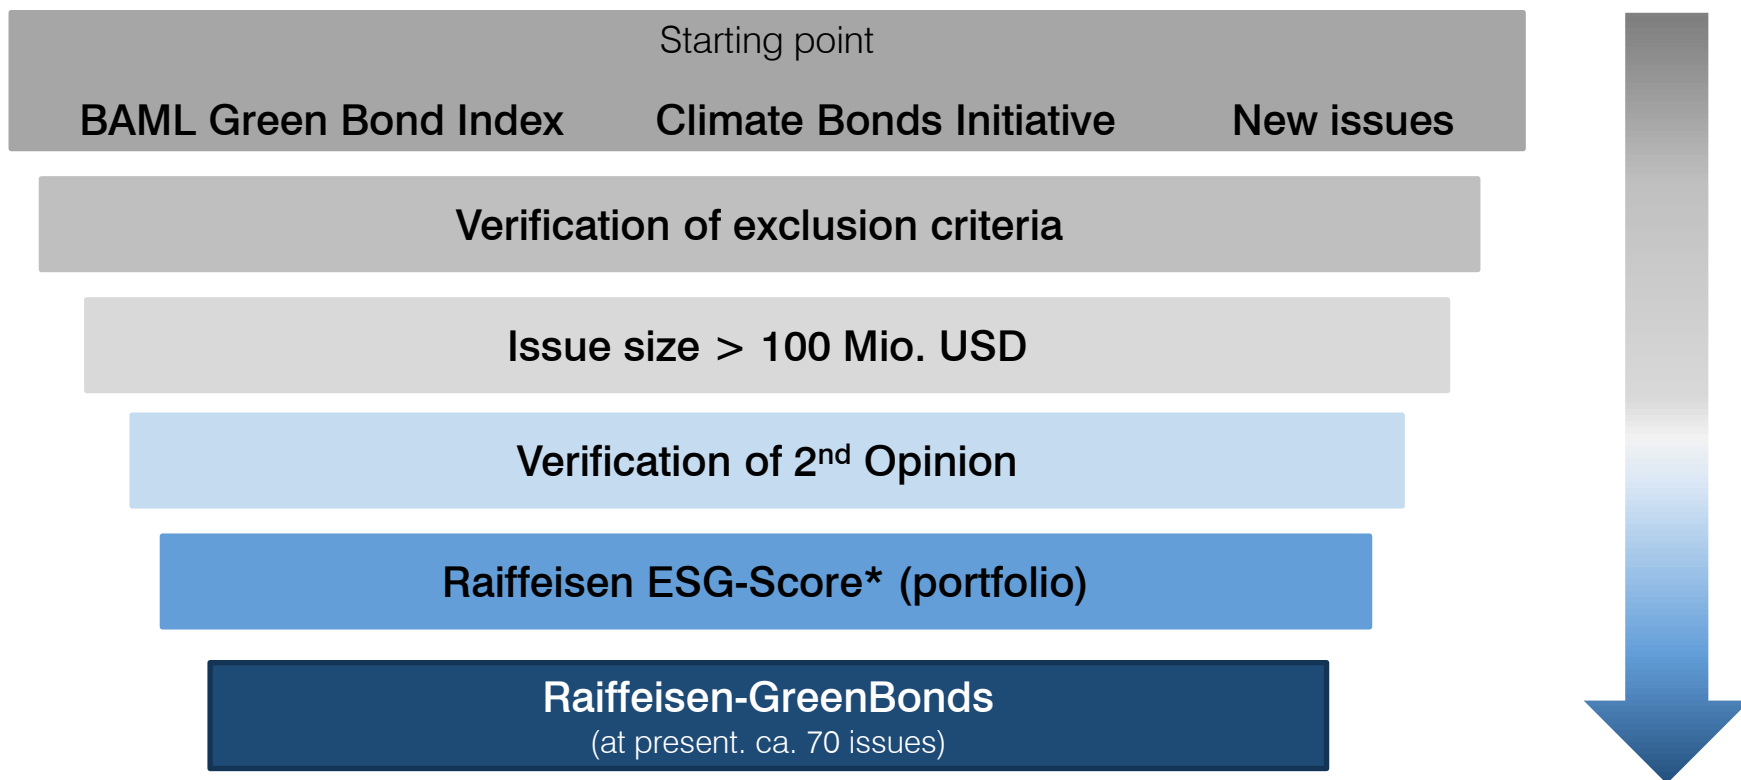 Starting point
BAML Green Bond Index Climate Bonds Initiative New issues
Verification of exclusion criteria
Issue size > 100 Mio. USD
Verification of 2nd Opinion
Raiffeisen ESG-Score* (portfolio)
Raiffeisen-GreenBonds
(at present. ca. 70 issues)